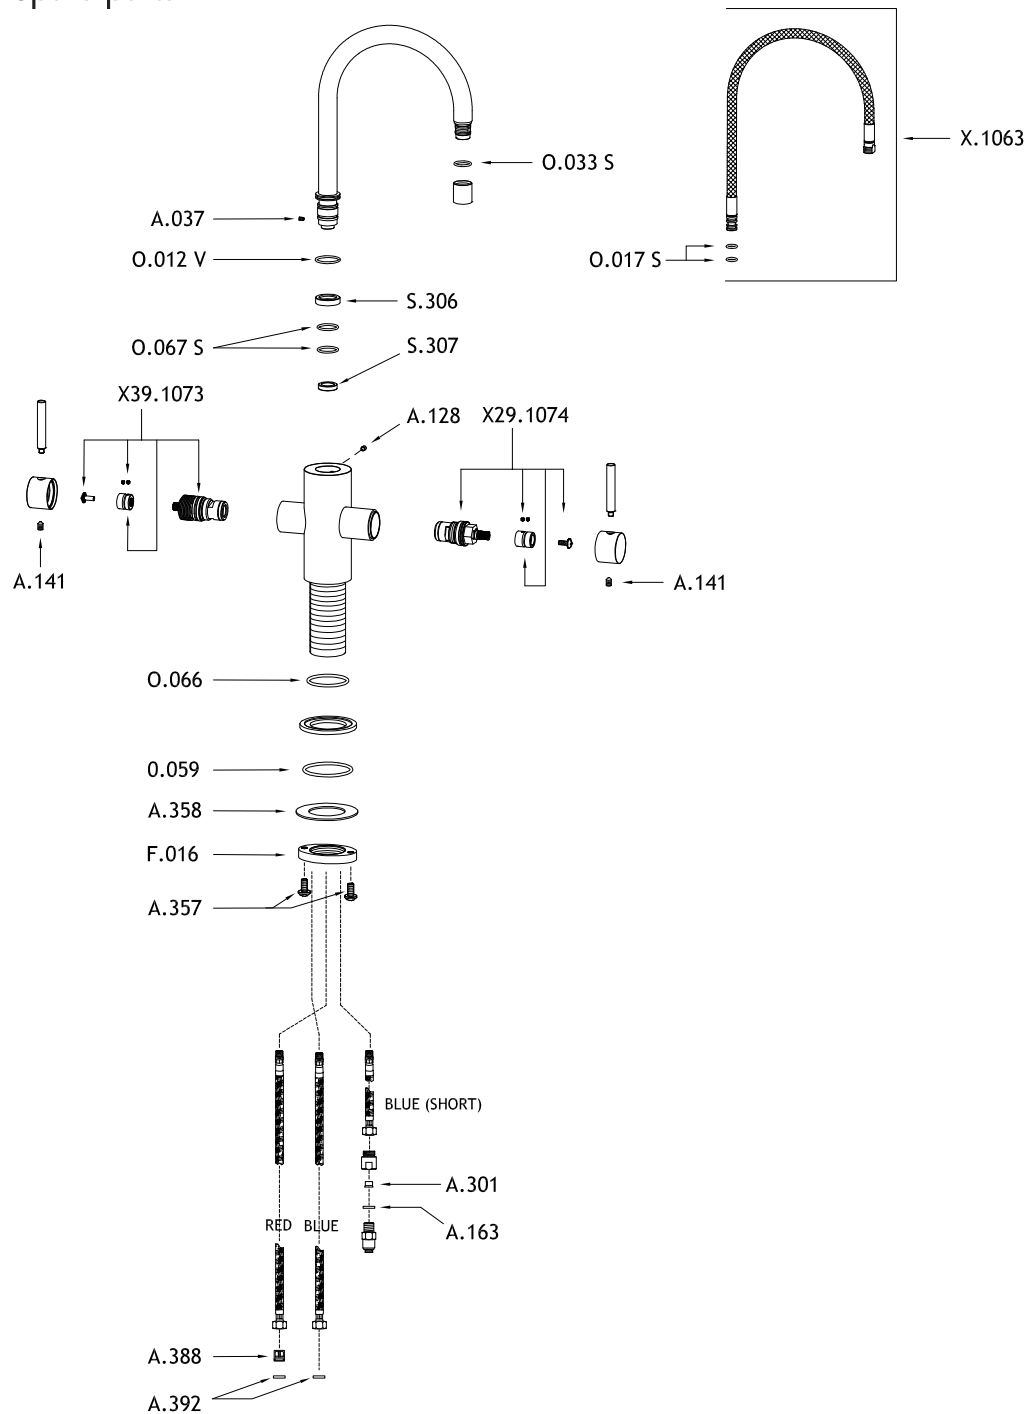 X.1063
O.033 S
A.037
O.012 V
O.017 S
S.306
O.067 S
S.307
X39.1073
A.128
X29.1074
A.141
A.141
O.066
0.059
A.358
F.016
A.357
BLUE (SHORT)
A.301
RED
BLUE
A.163
A.388
A.392